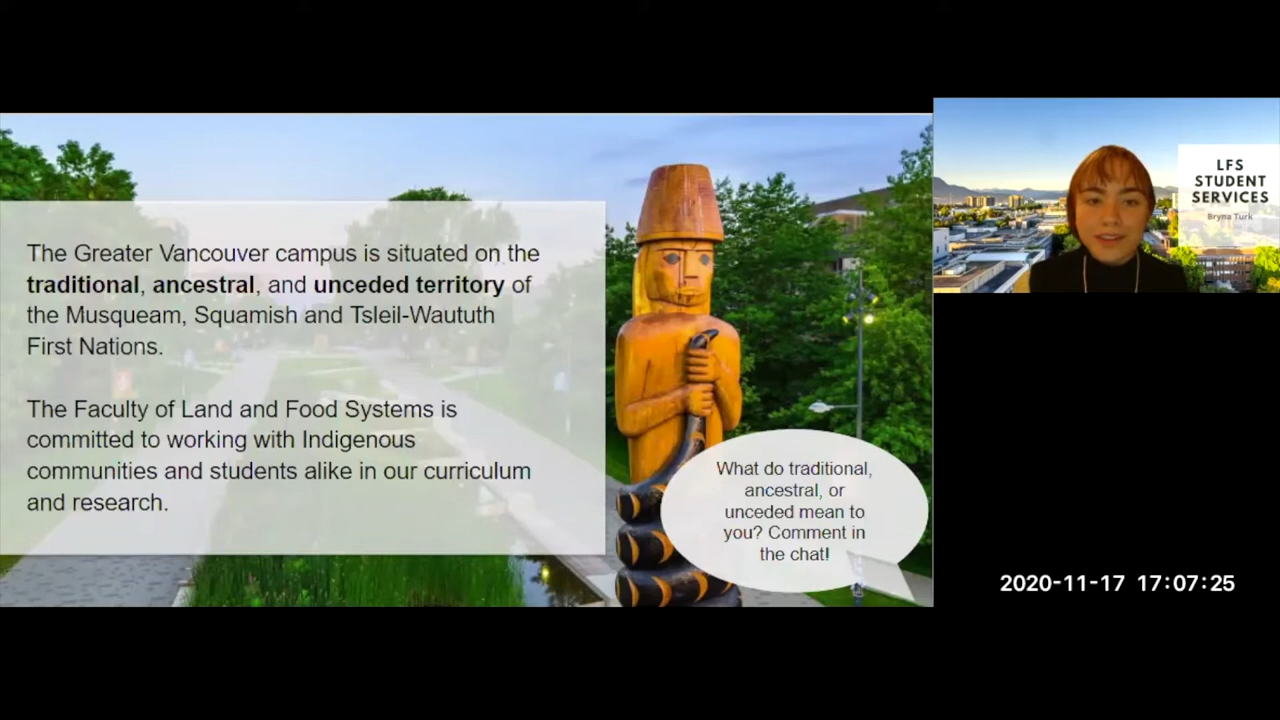 The Greater Vancouver campus is situated on the
traditional, ancestral, and unceded territory of
the Musqueam, Squamish and Tsleil-Waututh
First Nations.
The Faculty of Land and Food Systems is
committed to working with Indigenous
communities and students alike in our curriculum
and research.
What do traditional,
ancestral, or
unceded mean to
you? Comment in
the chat!
LFS
STUDENT
SERVICES
Bryna Turk
2020-11-17 17:07:25